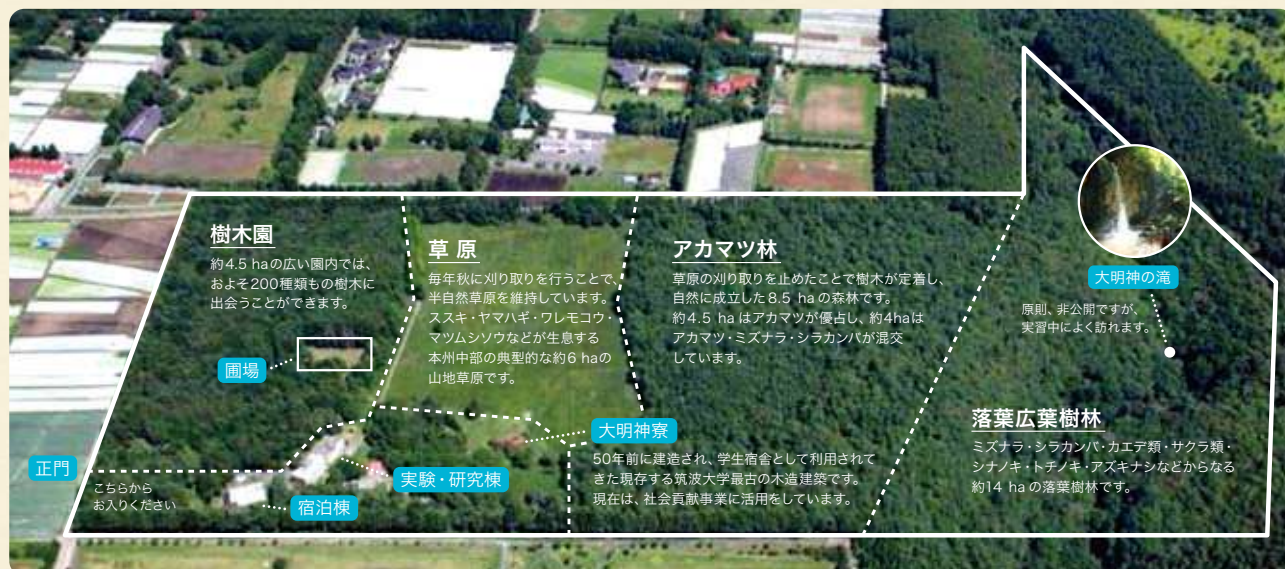 樹木園
約4.5 haの広い園内では、
およそ200種類もの樹木に
出会うことができます。
圃場
草 原
毎年秋に刈り取りを行うことで、
半自然草原を維持しています。
ススキ・ヤマハギ・ワレモコウ・
マツムシソウなどが生息する
本州中部の典型的な約6 haの
山地草原です。
アカマツ林
草原の刈り取りを止めたことで樹木が定着し、
自然に成立した8.5 ha の森林です。
約4.5 ha はアカマツが優占し、約4haは
アカマツ・ミズナラ・シラカンバが混交
しています。
大明神の滝
原則、非公開ですが、
実習中によく訪れます。
落葉広葉樹林
ミズナラ・シラカンバ・カエデ類・サクラ類・
シナノキ・トチノキ・アズキナシなどからなる
約14 ha の落葉樹林です。
大明神寮
50年前に建造され、学生宿舎として利用されて
きた現存する筑波大学最古の木造建築です。
現在は、社会貢献事業に活用をしています。
実験・研究棟
宿泊棟
正門
こちらから
お入りください